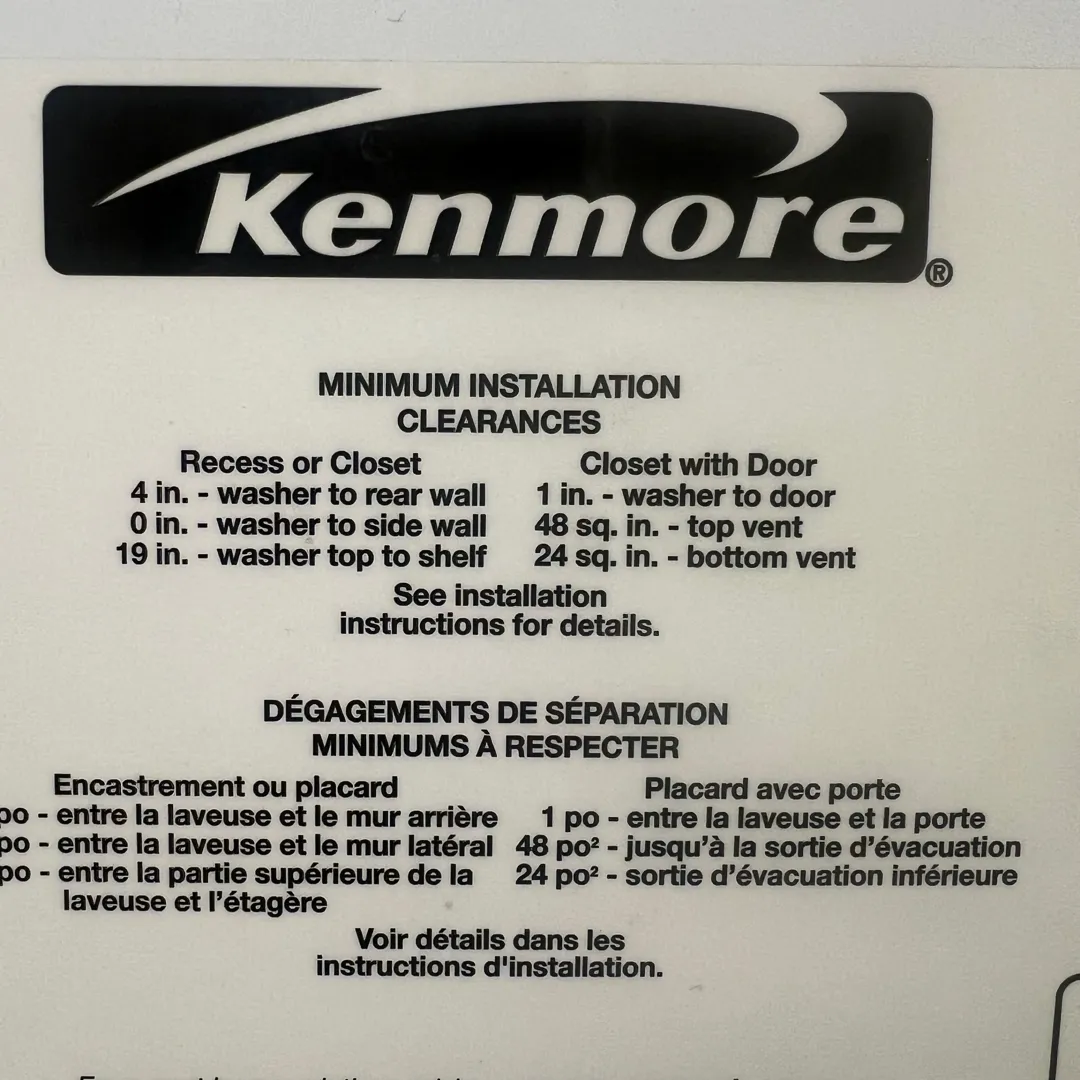 Kenmore®
MINIMUM INSTALLATION
CLEARANCES
Recess or Closet
4 in. - washer to rear wall
0 in. - washer to side wall
19 in. - washer top to shelf
Closet with Door
1 in. - washer to door
48 sq. in. - top vent
24 sq. in. - bottom vent
See installation
instructions for details.
DÉGAGEMENTS DE SÉPARATION
MINIMUMS À RESPECTER
Encastrement ou placard
po - entre la laveuse et le mur arrière
po - entre la laveuse et le mur latéral
po - entre la partie supérieure de la
laveuse et l'étagère
Placard avec porte
1 po - entre la laveuse et la porte
48 po² - jusqu'à la sortie d'évacuation
24 po² - sortie d'évacuation inférieure
Voir détails dans les
instructions d'installation.